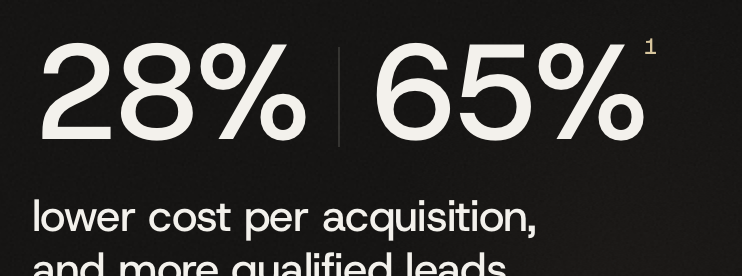 28% 65%¹
lower cost per acquisition,
and more qualified leads